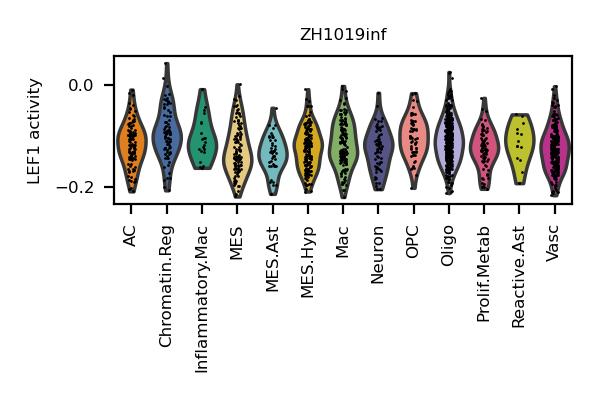 ZH1019inf
LEF1 activity
0.0
−0.2
AC
Chromatin.Reg
Inflammatory.Mac
MES
MES.Ast
MES.Hyp
Mac
Neuron
OPC
Oligo
Prolif.Metab
Reactive.Ast
Vasc